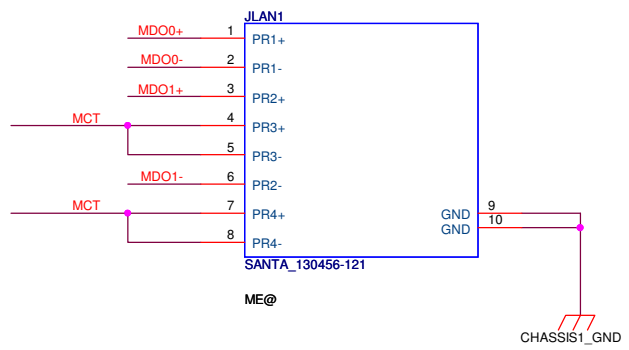 JLAN1
MDO0+ 1 PR1+
MDO0- 2 PR1-
MDO1+ 3 PR2+
MCT 4 PR3+
5 PR3-
MDO1- 6 PR2-
MCT 7 PR4+ GND 9
8 PR4- GND 10
SANTA_130456-121
ME@
CHASSIS1_GND